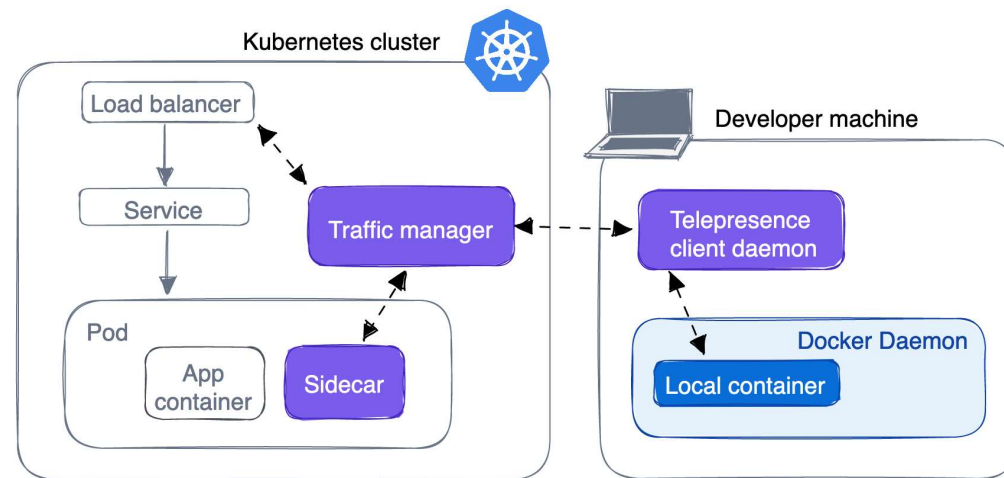 Kubernetes cluster
Load balancer
Service
Traffic manager
Pod
App
container
Sidecar
Developer machine
Telepresence
client daemon
Docker Daemon
Local container